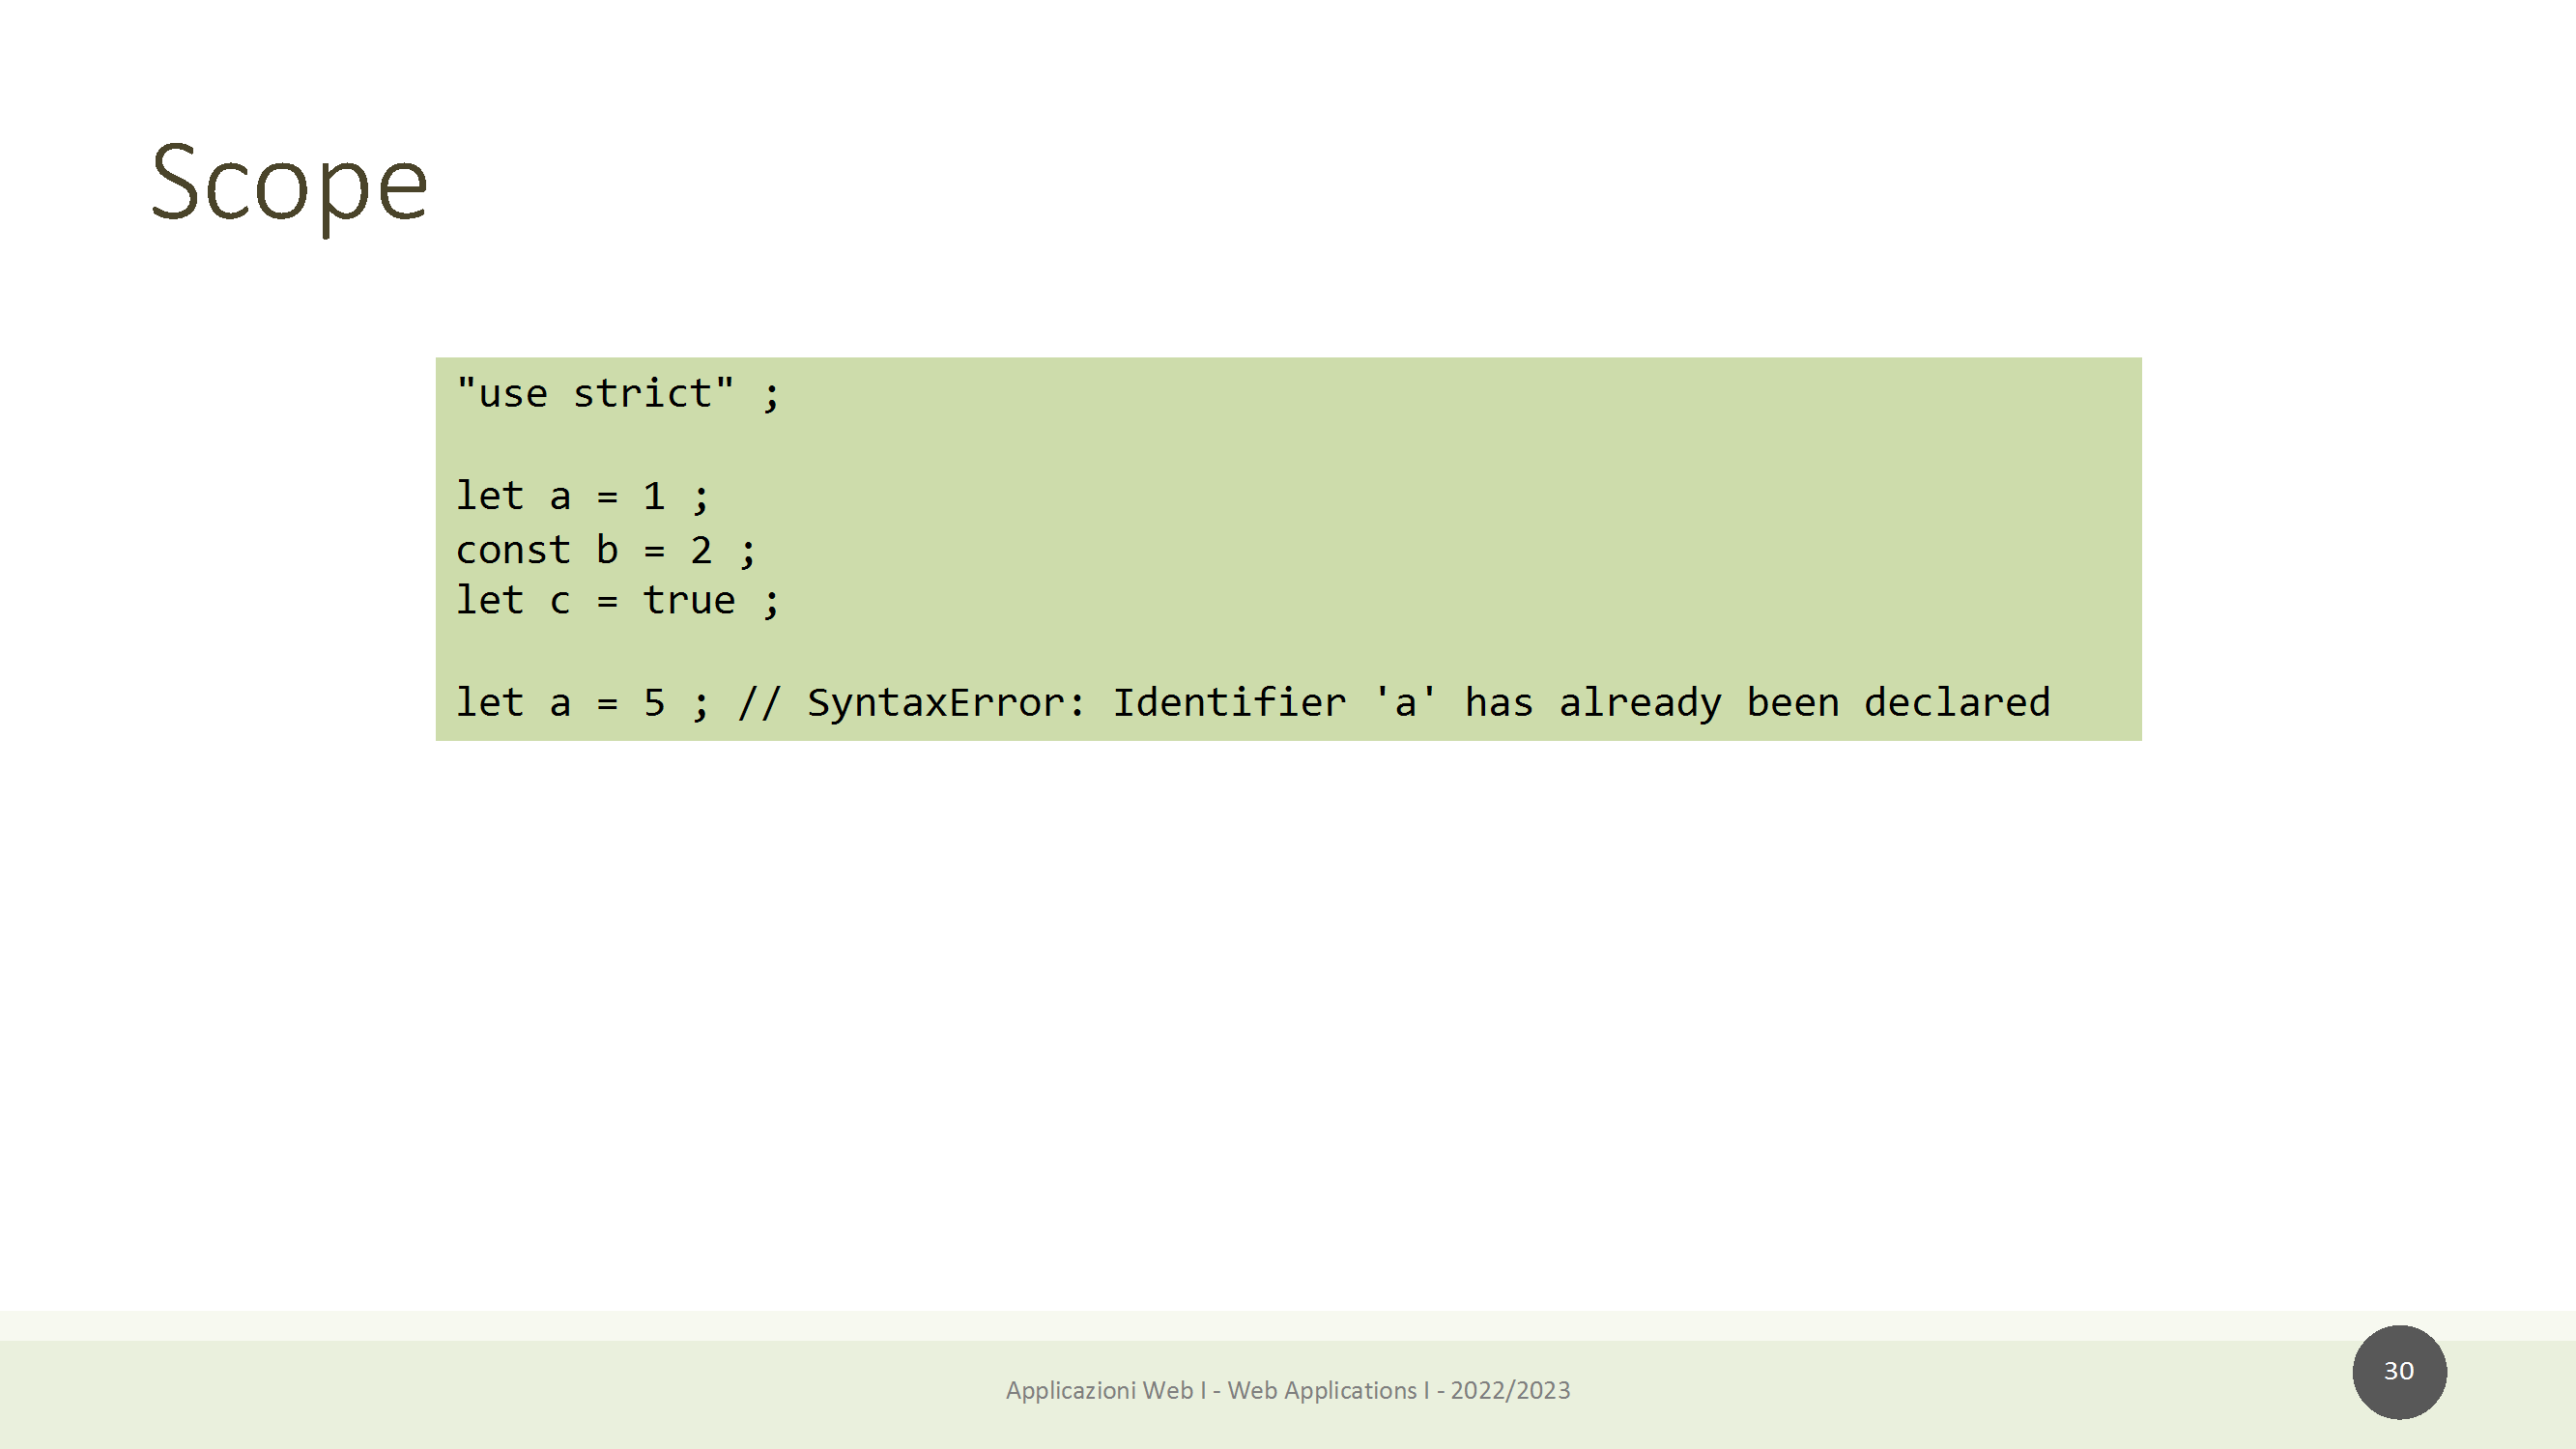 Scope
"use strict" ;
let a = 1 ;
const b = 2 ;
let c = true ;
let a = 5 ; // SyntaxError: Identifier 'a' has already been declared
Applicazioni Web I - Web Applications I - 2022/2023
30